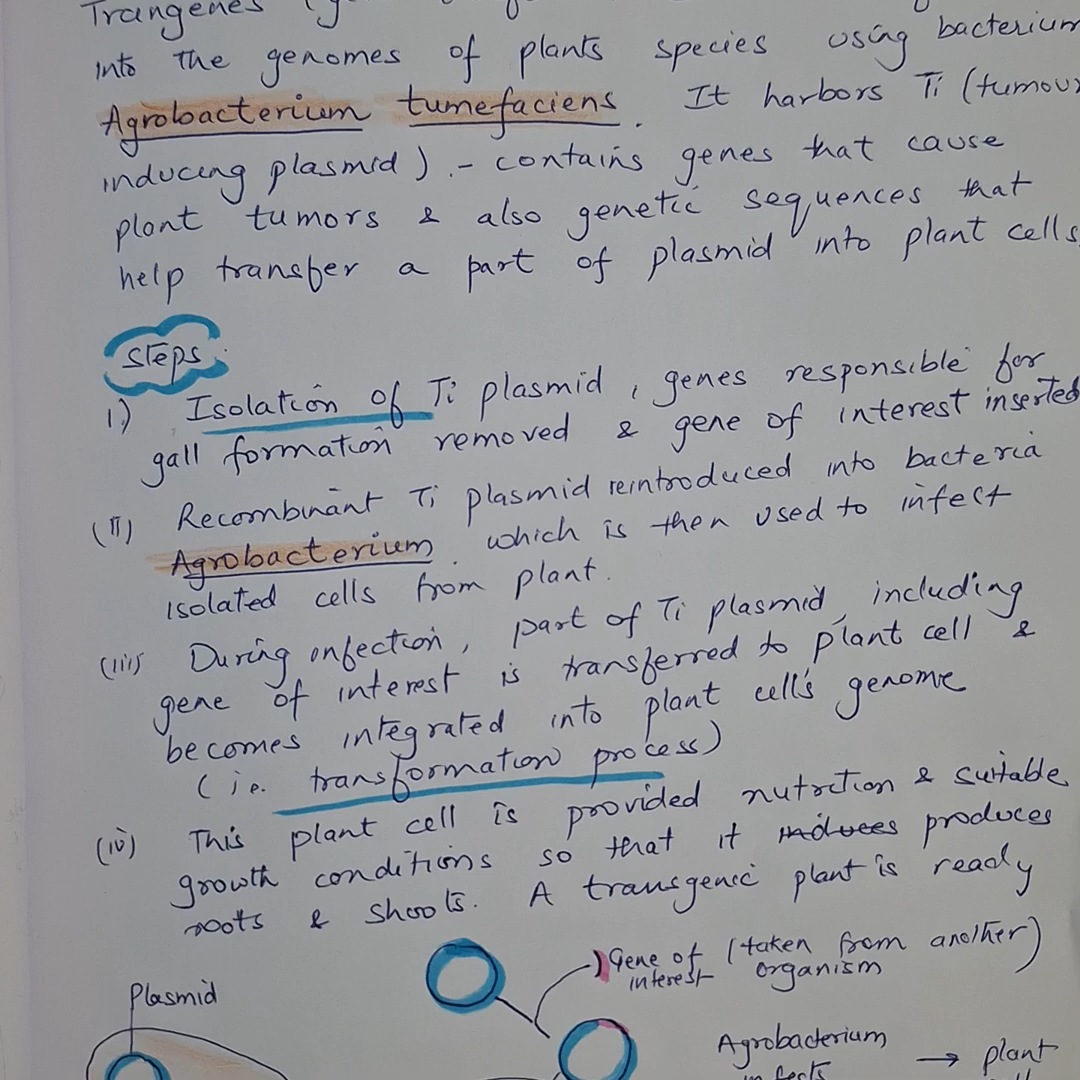 Trangenes
into the genomes of plants species using bacterium
Agrobacterium tumefaciens. It harbors Ti (tumour
inducing plasmid). - contains genes that cause
plant tumors & also genetic sequences that
help transfer a part of plasmid into plant cells
Steps.
1.) Isolation of Ti plasmid, genes responsible for
gall formation removed & gene of interest inserted
(ii) Recombinant Ti plasmid reintroduced into bacteria
Agrobacterium which is then used to infect
isolated cells from plant.
(iii) During infection, part of Ti plasmid, including
gene of interest is transferred to plant cell &
becomes integrated into plant cell's genome
(i.e. transformation process)
(iv) This plant cell is provided nutrition & suitable
growth conditions so that it induces produces
roots & shoots. A transgenic plant is ready
Gene of interest (taken from another organism)
Plasmid
Agrobacterium infects → plant